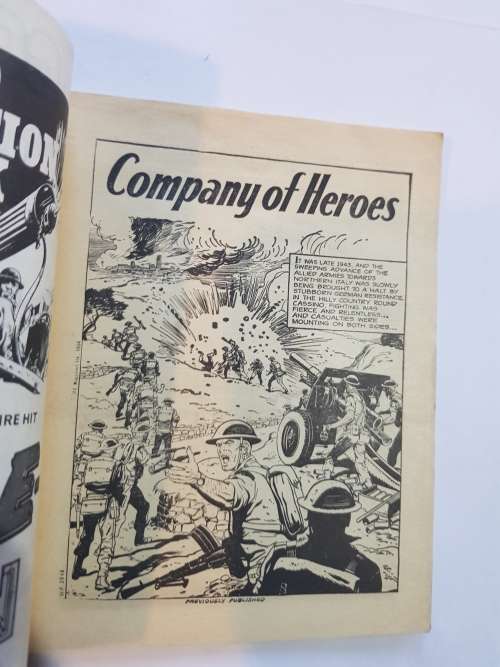 TION
IRE HIT
Company of Heroes
IT WAS LATE 1943, AND THE
SWEEPING ADVANCE OF THE
ALLIED ARMIES TOWARDS
NORTHERN ITALY WAS SLOWLY
BEING BROUGHT TO A HALT BY
STUBBORN GERMAN RESISTANCE.
IN THE HILLY COUNTRY ROUND
CASSINO, FIGHTING WAS
FIERCE AND RELENTLESS...
AND CASUALTIES WERE
MOUNTING ON BOTH SIDES...
PREVIOUSLY PUBLISHED